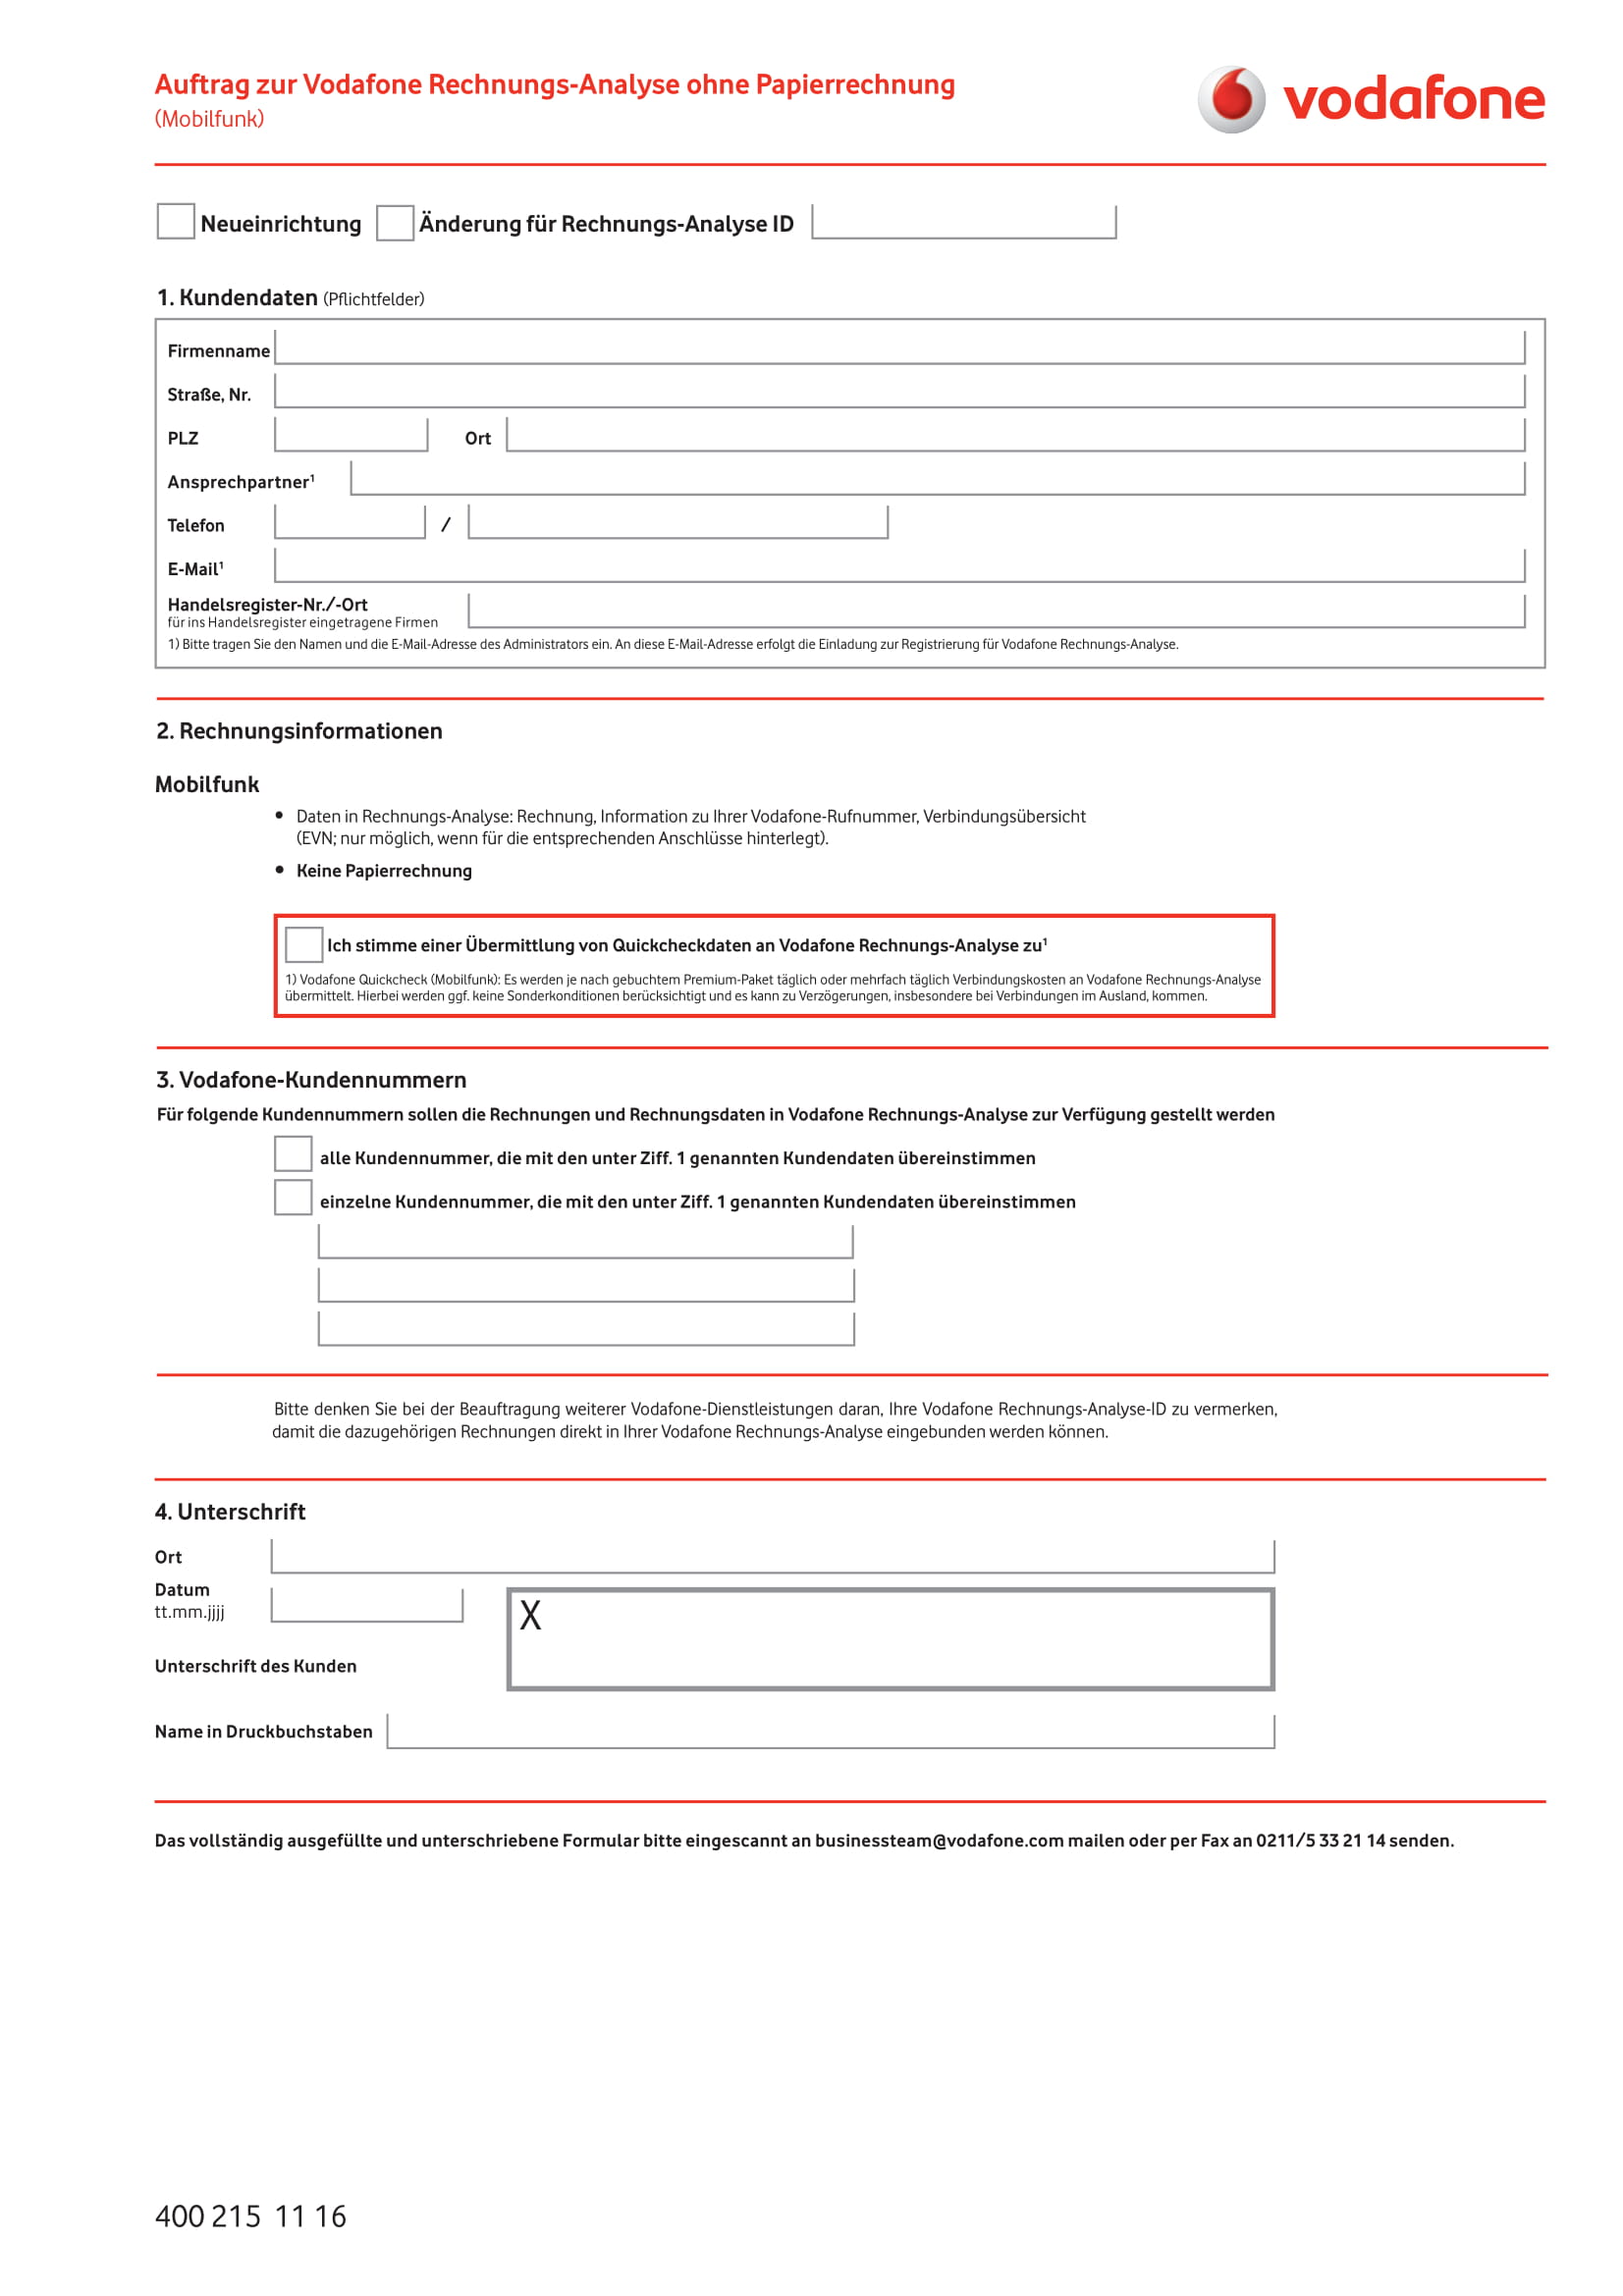 Auftrag zur Vodafone Rechnungs-Analyse ohne Papierrechnung
(Mobilfunk)
vodafone
Neueinrichtung Änderung für Rechnungs-Analyse ID
1. Kundendaten (Pflichtfelder)
Firmenname
Straße, Nr.
PLZ Ort
Ansprechpartner¹
Telefon /
E-Mail¹
Handelsregister-Nr./-Ort
für ins Handelsregister eingetragene Firmen
1) Bitte tragen Sie den Namen und die E-Mail-Adresse des Administrators ein. An diese E-Mail-Adresse erfolgt die Einladung zur Registrierung für Vodafone Rechnungs-Analyse.
2. Rechnungsinformationen
Mobilfunk
• Daten in Rechnungs-Analyse: Rechnung, Information zu Ihrer Vodafone-Rufnummer, Verbindungsübersicht
(EVN; nur möglich, wenn für die entsprechenden Anschlüsse hinterlegt).
• Keine Papierrechnung
Ich stimme einer Übermittlung von Quickcheckdaten an Vodafone Rechnungs-Analyse zu¹
1) Vodafone Quickcheck (Mobilfunk): Es werden je nach gebuchtem Premium-Paket täglich oder mehrfach täglich Verbindungskosten an Vodafone Rechnungs-Analyse
übermittelt. Hierbei werden ggf. keine Sonderkonditionen berücksichtigt und es kann zu Verzögerungen, insbesondere bei Verbindungen im Ausland, kommen.
3. Vodafone-Kundennummern
Für folgende Kundennummern sollen die Rechnungen und Rechnungsdaten in Vodafone Rechnungs-Analyse zur Verfügung gestellt werden
alle Kundennummer, die mit den unter Ziff. 1 genannten Kundendaten übereinstimmen
einzelne Kundennummer, die mit den unter Ziff. 1 genannten Kundendaten übereinstimmen
Bitte denken Sie bei der Beauftragung weiterer Vodafone-Dienstleistungen daran, Ihre Vodafone Rechnungs-Analyse-ID zu vermerken,
damit die dazugehörigen Rechnungen direkt in Ihrer Vodafone Rechnungs-Analyse eingebunden werden können.
4. Unterschrift
Ort
Datum
tt.mm.jjjj
X
Unterschrift des Kunden
Name in Druckbuchstaben
Das vollständig ausgefüllte und unterschriebene Formular bitte eingescannt an businessteam@vodafone.com mailen oder per Fax an 0211/5 33 21 14 senden.
400 215 11 16